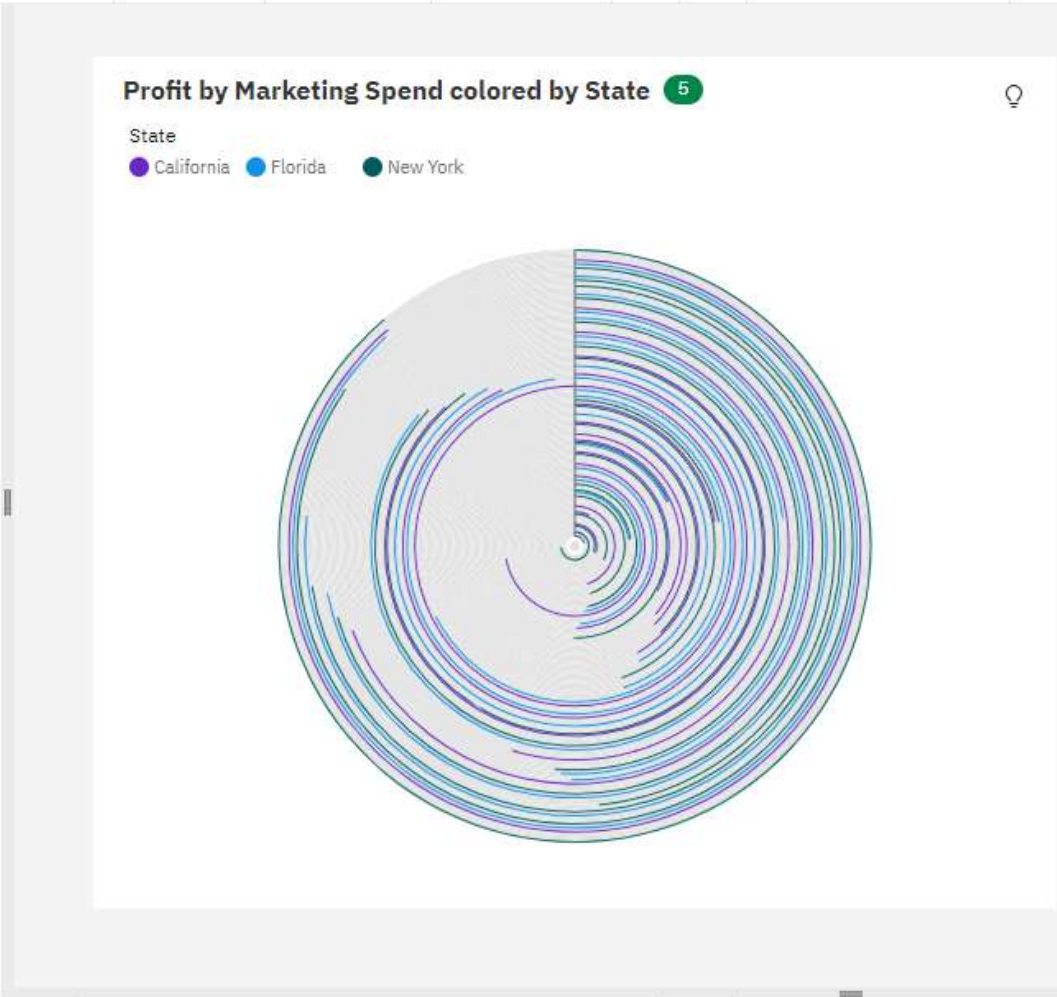 Profit by Marketing Spend colored by State 5
State
California Florida New York